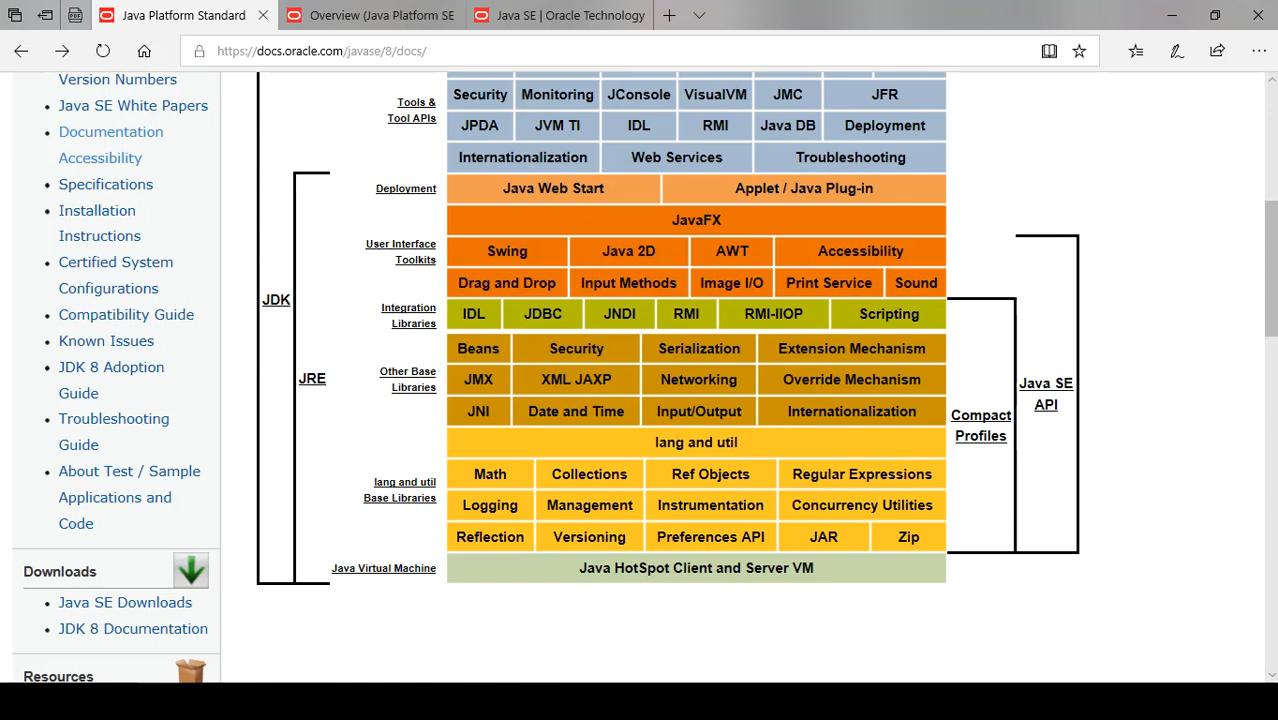 Java Platform Standard
Overview (Java Platform SE
Java SE | Oracle Technology
https://docs.oracle.com/javase/8/docs/
Version Numbers
Java SE White Papers
Documentation
Accessibility
Specifications
Installation
Instructions
Certified System
Configurations
Compatibility Guide
Known Issues
JDK 8 Adoption
Guide
Troubleshooting
Guide
About Test / Sample
Applications and
Code
Downloads
Java SE Downloads
JDK 8 Documentation
Resources
JDK
JRE
Tools &
Tool APIs
Security Monitoring JConsole VisualVM JMC JFR
JPDA JVM TI IDL RMI Java DB Deployment
Internationalization Web Services Troubleshooting
Deployment
Java Web Start Applet / Java Plug-in
JavaFX
User Interface
Toolkits
Swing Java 2D AWT Accessibility
Drag and Drop Input Methods Image I/O Print Service Sound
Integration
Libraries
IDL JDBC JNDI RMI RMI-IIOP Scripting
Other Base
Libraries
Beans Security Serialization Extension Mechanism
JMX XML JAXP Networking Override Mechanism
JNI Date and Time Input/Output Internationalization
lang and util
lang and util
Base Libraries
Math Collections Ref Objects Regular Expressions
Logging Management Instrumentation Concurrency Utilities
Reflection Versioning Preferences API JAR Zip
Java Virtual Machine
Java HotSpot Client and Server VM
Compact
Profiles
Java SE
API